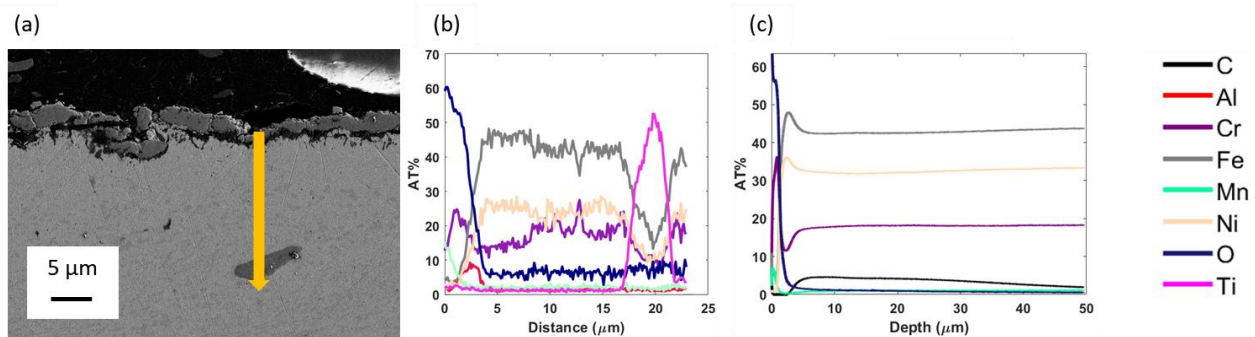 (a)
5 μm
(b)
AT%
70
60
50
40
30
20
10
0
0 5 10 15 20 25
Distance (μm)
(c)
AT%
60
50
40
30
20
10
0
0 10 20 30 40 50
Depth (μm)
C
Al
Cr
Fe
Mn
Ni
O
Ti